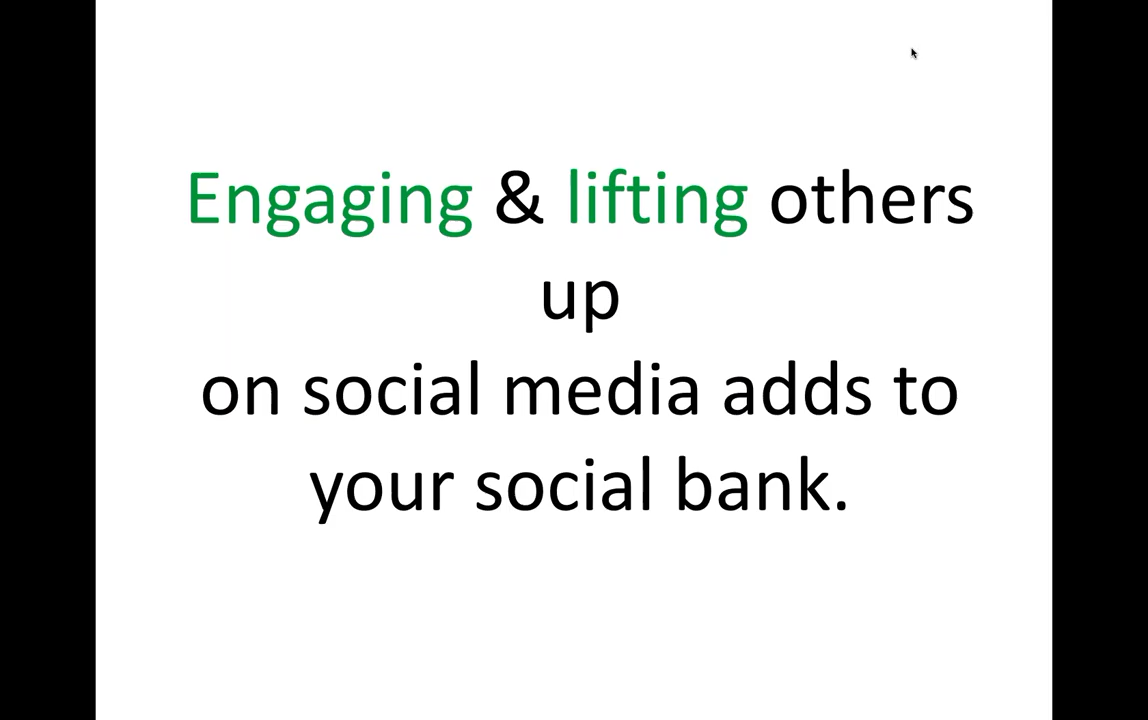 Engaging & lifting others
up
on social media adds to
your social bank.